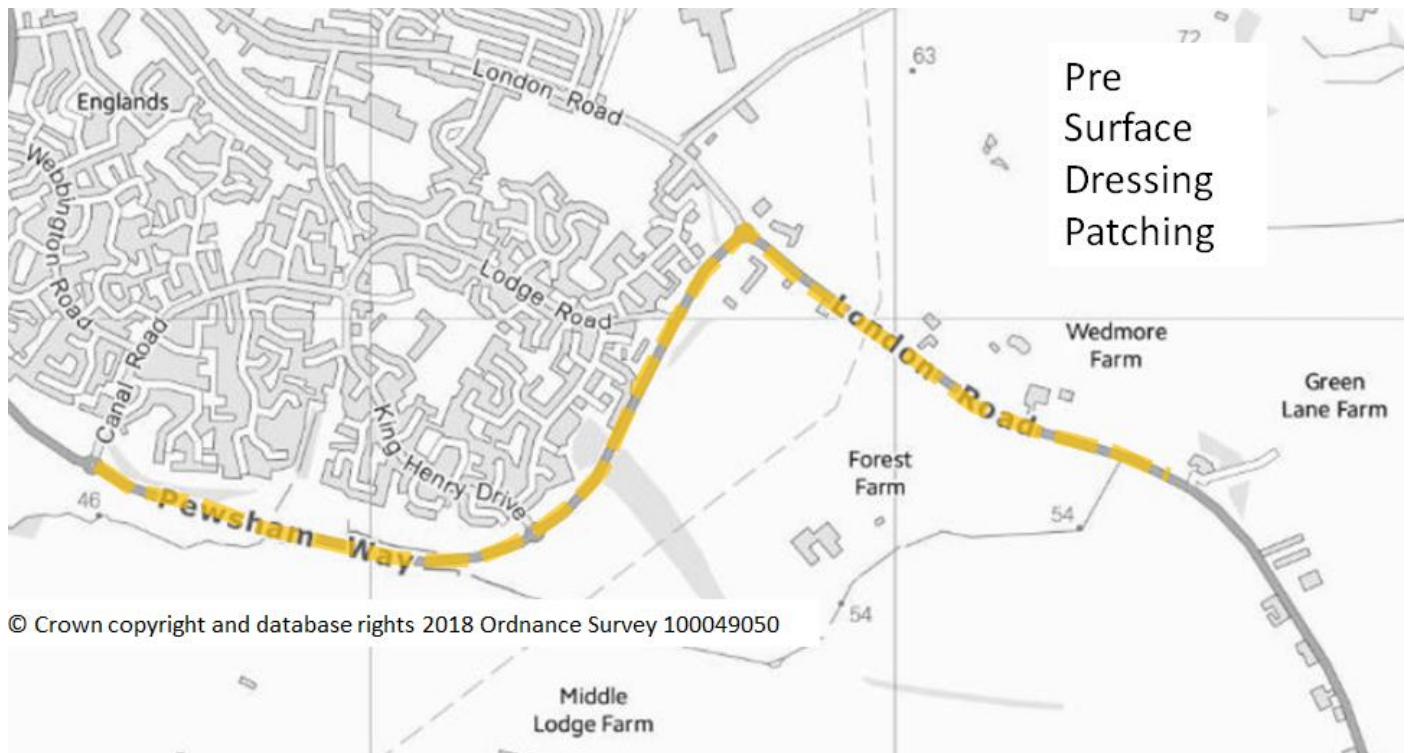 72
63
Pre
Surface
Dressing
Patching
London Road
Englands
Webbington Road
Lodge Road
London Road
Wedmore
Farm
Green
Lane Farm
Canal Road
King Henry Drive
Forest
Farm
46
Pewsham Way
54
54
© Crown copyright and database rights 2018 Ordnance Survey 100049050
Middle
Lodge Farm